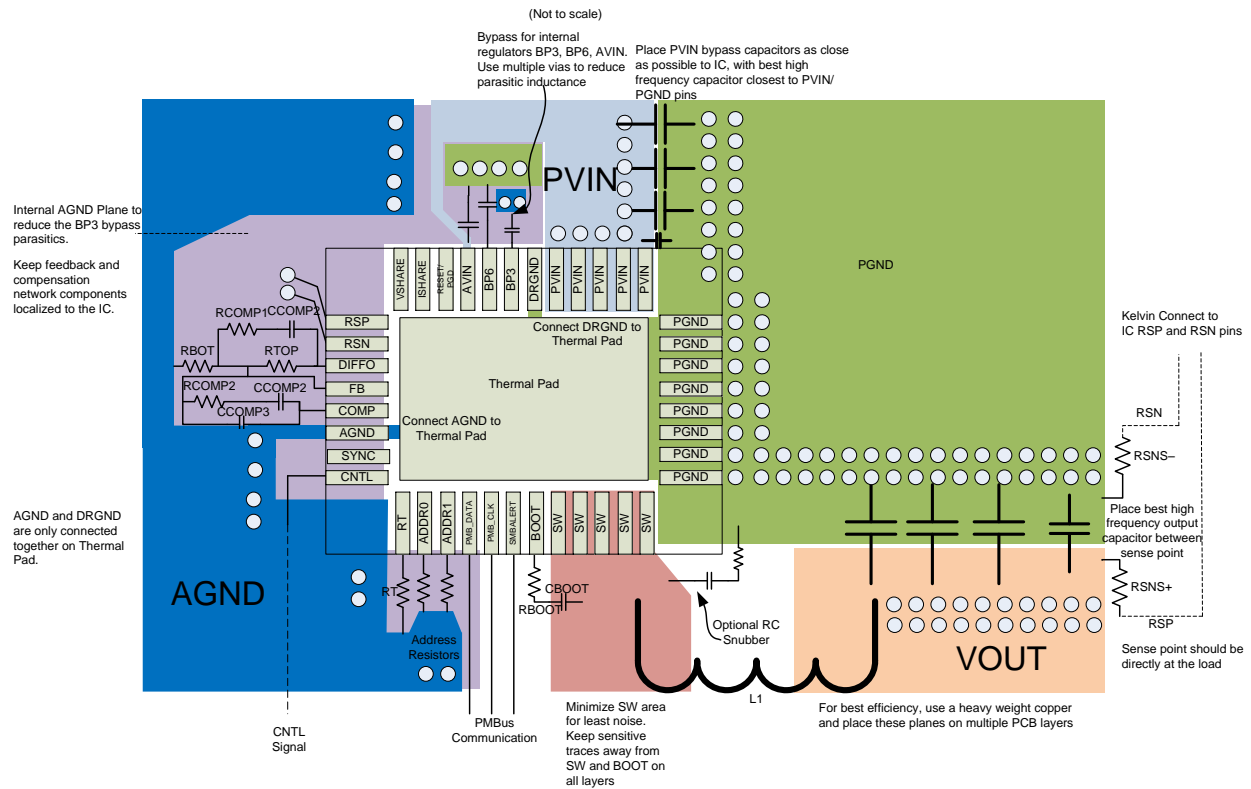 (Not to scale)
Bypass for internal
regulators BP3, BP6, AVIN.
Use multiple vias to reduce
parasitic inductance
Place PVIN bypass capacitors as close
as possible to IC, with best high
frequency capacitor closest to PVIN/
PGND pins
PVIN
Internal AGND Plane to
reduce the BP3 bypass
parasitics.
Keep feedback and
compensation
network components
localized to the IC.
PGND
VSHARE
ISHARE
RESET/
PGD
AVIN
BP6
BP3
DRGND
PVIN
PVIN
PVIN
PVIN
PVIN
RCOMP1
CCOMP2
RBOT
RTOP
RCOMP2
CCOMP2
CCOMP3
RSP
RSN
DIFFO
FB
COMP
AGND
SYNC
CNTL
Connect DRGND to
Thermal Pad
Thermal Pad
Connect AGND to
Thermal Pad
PGND
PGND
PGND
PGND
PGND
PGND
PGND
PGND
Kelvin Connect to
IC RSP and RSN pins
RSN
RSNS–
Place best high
frequency output
capacitor between
sense point
RSNS+
RSP
Sense point should be
directly at the load
AGND and DRGND
are only connected
together on Thermal
Pad.
RT
ADDR0
ADDR1
PMB_DATA
PMB_CLK
SMBALERT
BOOT
SW
SW
SW
SW
SW
AGND
RT
CBOOT
RBOOT
Address
Resistors
Optional RC
Snubber
VOUT
L1
CNTL
Signal
PMBus
Communication
Minimize SW area
for least noise.
Keep sensitive
traces away from
SW and BOOT on
all layers
For best efficiency, use a heavy weight copper
and place these planes on multiple PCB layers